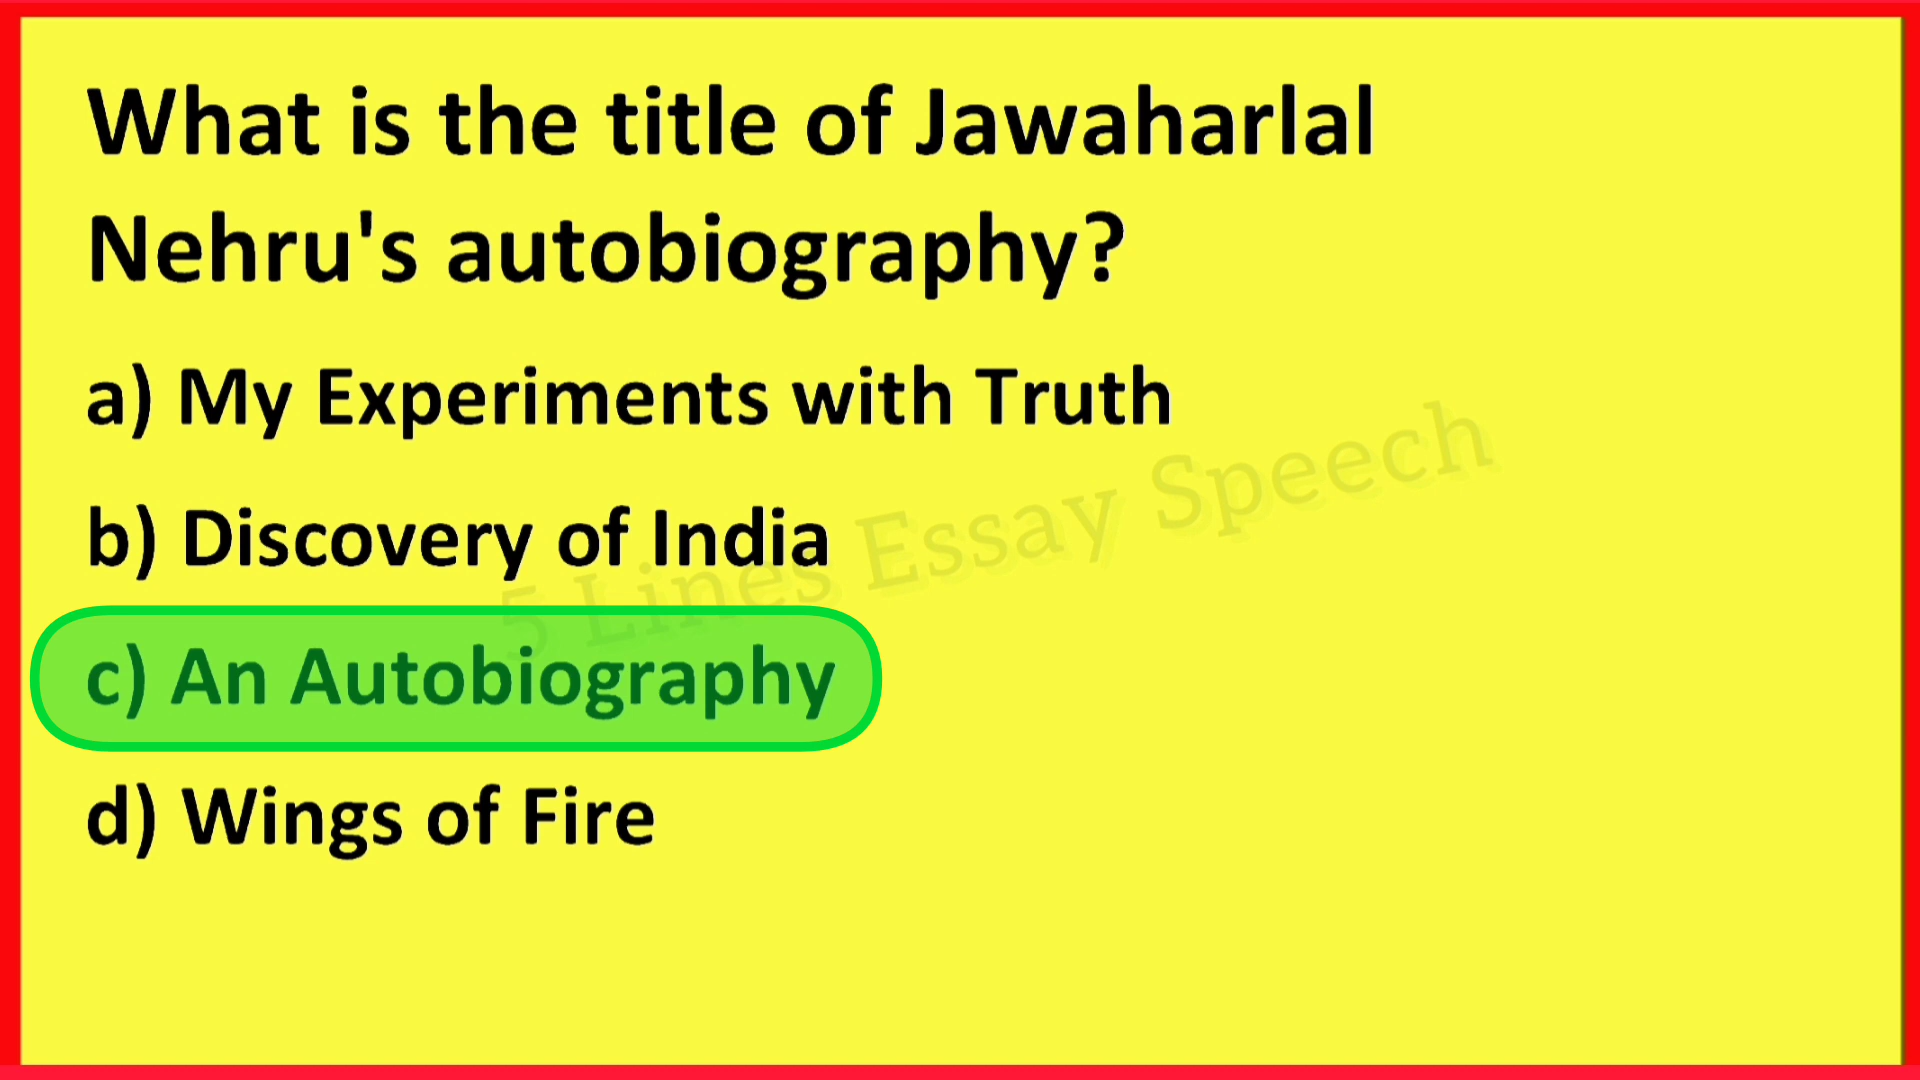 What is the title of Jawaharlal
Nehru's autobiography?
a) My Experiments with Truth
b) Discovery of India
5 Lines Essay Speech
c) An Autobiography
d) Wings of Fire